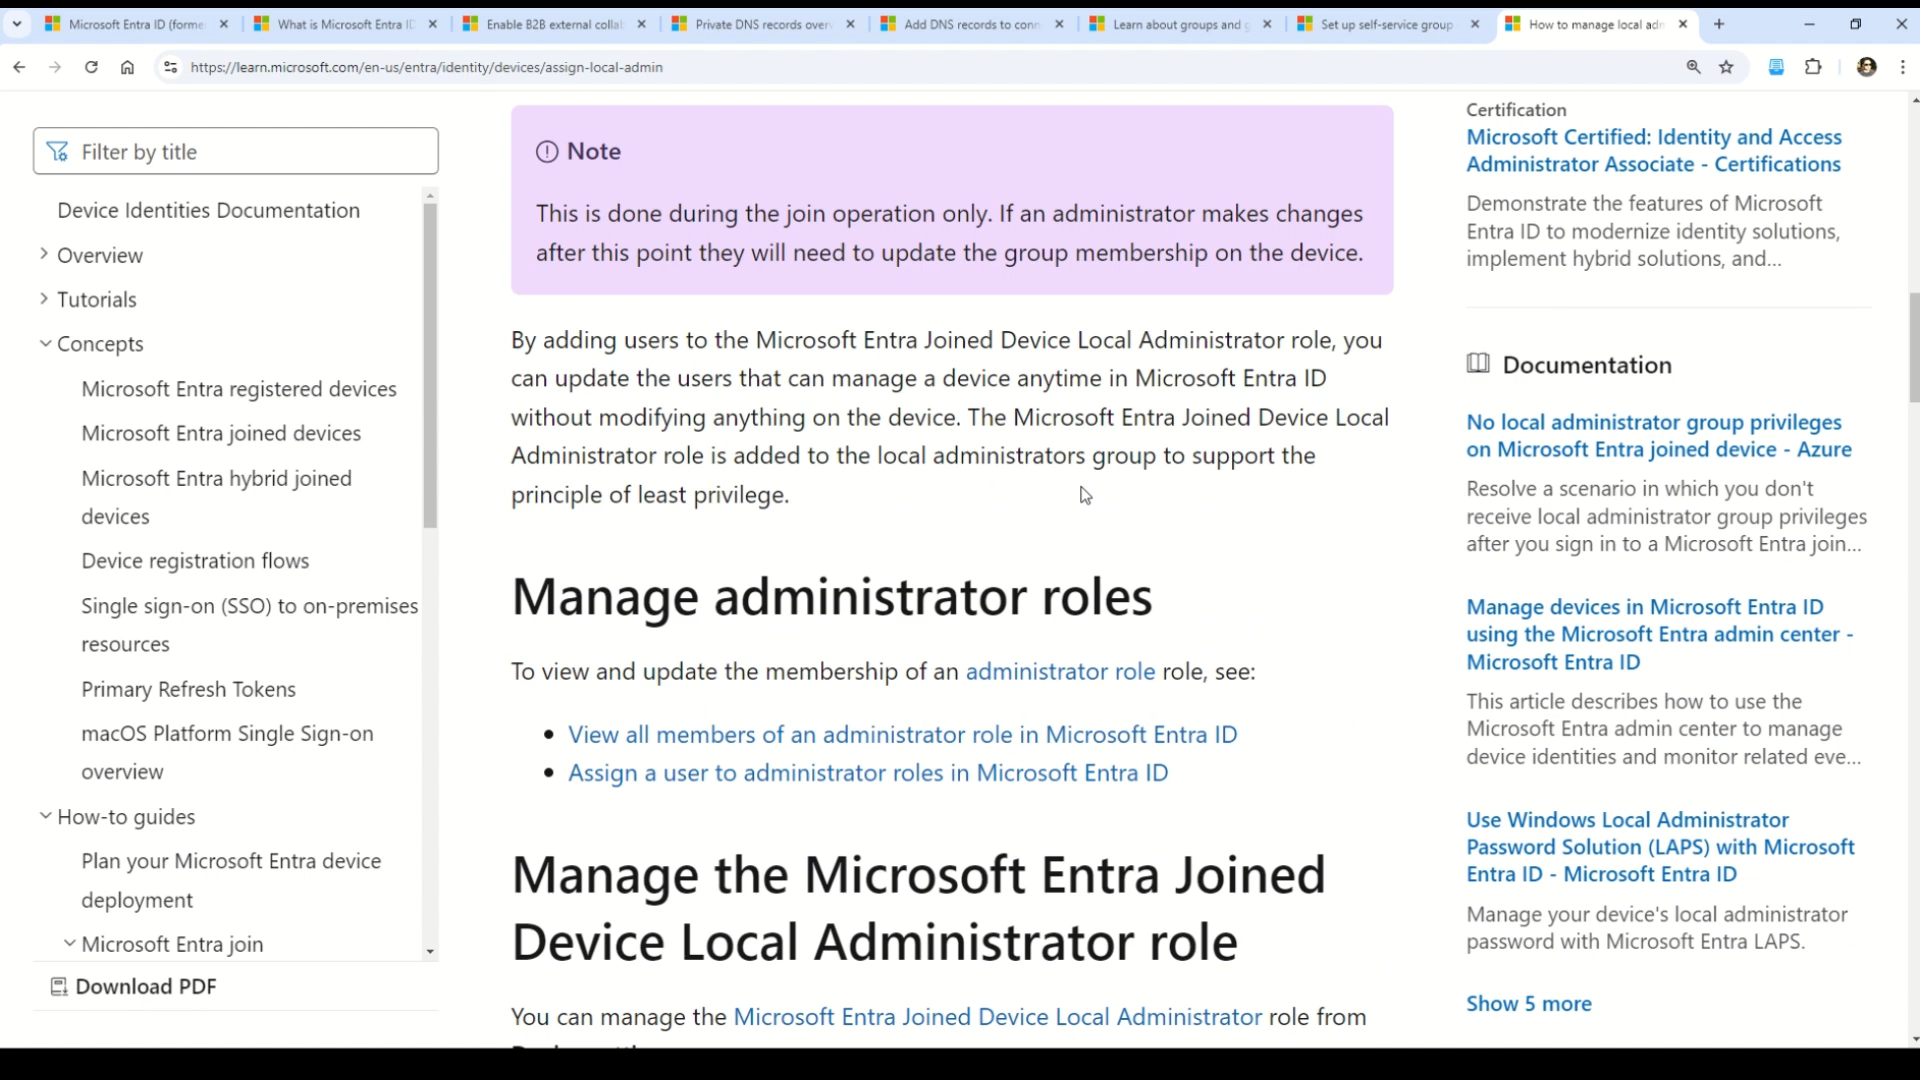 Microsoft Entra ID (forme
What is Microsoft Entra ID
Enable B2B external collab
Private DNS records over
Add DNS records to conn
Learn about groups and g
Set up self-service group
How to manage local adm
https://learn.microsoft.com/en-us/entra/identity/devices/assign-local-admin
Filter by title
Device Identities Documentation
Overview
Tutorials
Concepts
Microsoft Entra registered devices
Microsoft Entra joined devices
Microsoft Entra hybrid joined
devices
Device registration flows
Single sign-on (SSO) to on-premises
resources
Primary Refresh Tokens
macOS Platform Single Sign-on
overview
How-to guides
Plan your Microsoft Entra device
deployment
Microsoft Entra join
Download PDF
Note
This is done during the join operation only. If an administrator makes changes
after this point they will need to update the group membership on the device.
By adding users to the Microsoft Entra Joined Device Local Administrator role, you
can update the users that can manage a device anytime in Microsoft Entra ID
without modifying anything on the device. The Microsoft Entra Joined Device Local
Administrator role is added to the local administrators group to support the
principle of least privilege.
Manage administrator roles
To view and update the membership of an administrator role role, see:
• View all members of an administrator role in Microsoft Entra ID
• Assign a user to administrator roles in Microsoft Entra ID
Manage the Microsoft Entra Joined
Device Local Administrator role
You can manage the Microsoft Entra Joined Device Local Administrator role from
Certification
Microsoft Certified: Identity and Access
Administrator Associate - Certifications
Demonstrate the features of Microsoft
Entra ID to modernize identity solutions,
implement hybrid solutions, and...
Documentation
No local administrator group privileges
on Microsoft Entra joined device - Azure
Resolve a scenario in which you don't
receive local administrator group privileges
after you sign in to a Microsoft Entra join...
Manage devices in Microsoft Entra ID
using the Microsoft Entra admin center -
Microsoft Entra ID
This article describes how to use the
Microsoft Entra admin center to manage
device identities and monitor related eve...
Use Windows Local Administrator
Password Solution (LAPS) with Microsoft
Entra ID - Microsoft Entra ID
Manage your device's local administrator
password with Microsoft Entra LAPS.
Show 5 more